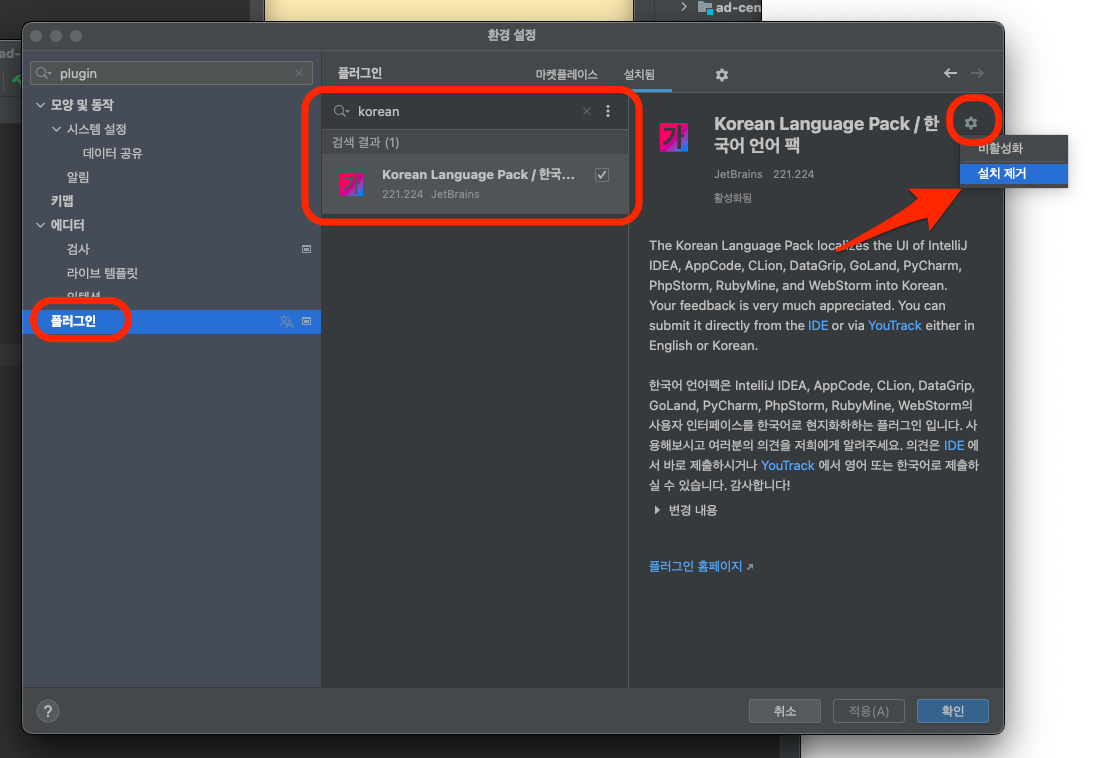 ad-cen
ad-
환경 설정
plugin
모양 및 동작
시스템 설정
데이터 공유
알림
키맵
에디터
검사
라이브 템플릿
인텐션
플러그인
플러그인
마켓플레이스
설치됨
korean
검색 결과 (1)
Korean Language Pack / 한국...
221.224 JetBrains
Korean Language Pack / 한
국어 언어 팩
JetBrains 221.224
활성화됨
비활성화
설치 제거
The Korean Language Pack localizes the UI of IntelliJ
IDEA, AppCode, CLion, DataGrip, GoLand, PyCharm,
PhpStorm, RubyMine, and WebStorm into Korean.
Your feedback is very much appreciated. You can
submit it directly from the IDE or via YouTrack either in
English or Korean.
한국어 언어팩은 IntelliJ IDEA, AppCode, CLion, DataGrip,
GoLand, PyCharm, PhpStorm, RubyMine, WebStorm의
사용자 인터페이스를 한국어로 현지화하하는 플러그인 입니다. 사
용해보시고 여러분의 의견을 저희에게 알려주세요. 의견은 IDE 에
서 바로 제출하시거나 YouTrack 에서 영어 또는 한국어로 제출하
실 수 있습니다. 감사합니다!
변경 내용
플러그인 홈페이지
?
취소
적용(A)
확인